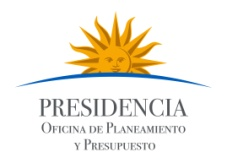 PRESIDENCIA
OFICINA DE PLANEAMIENTO
Y PRESUPUESTO